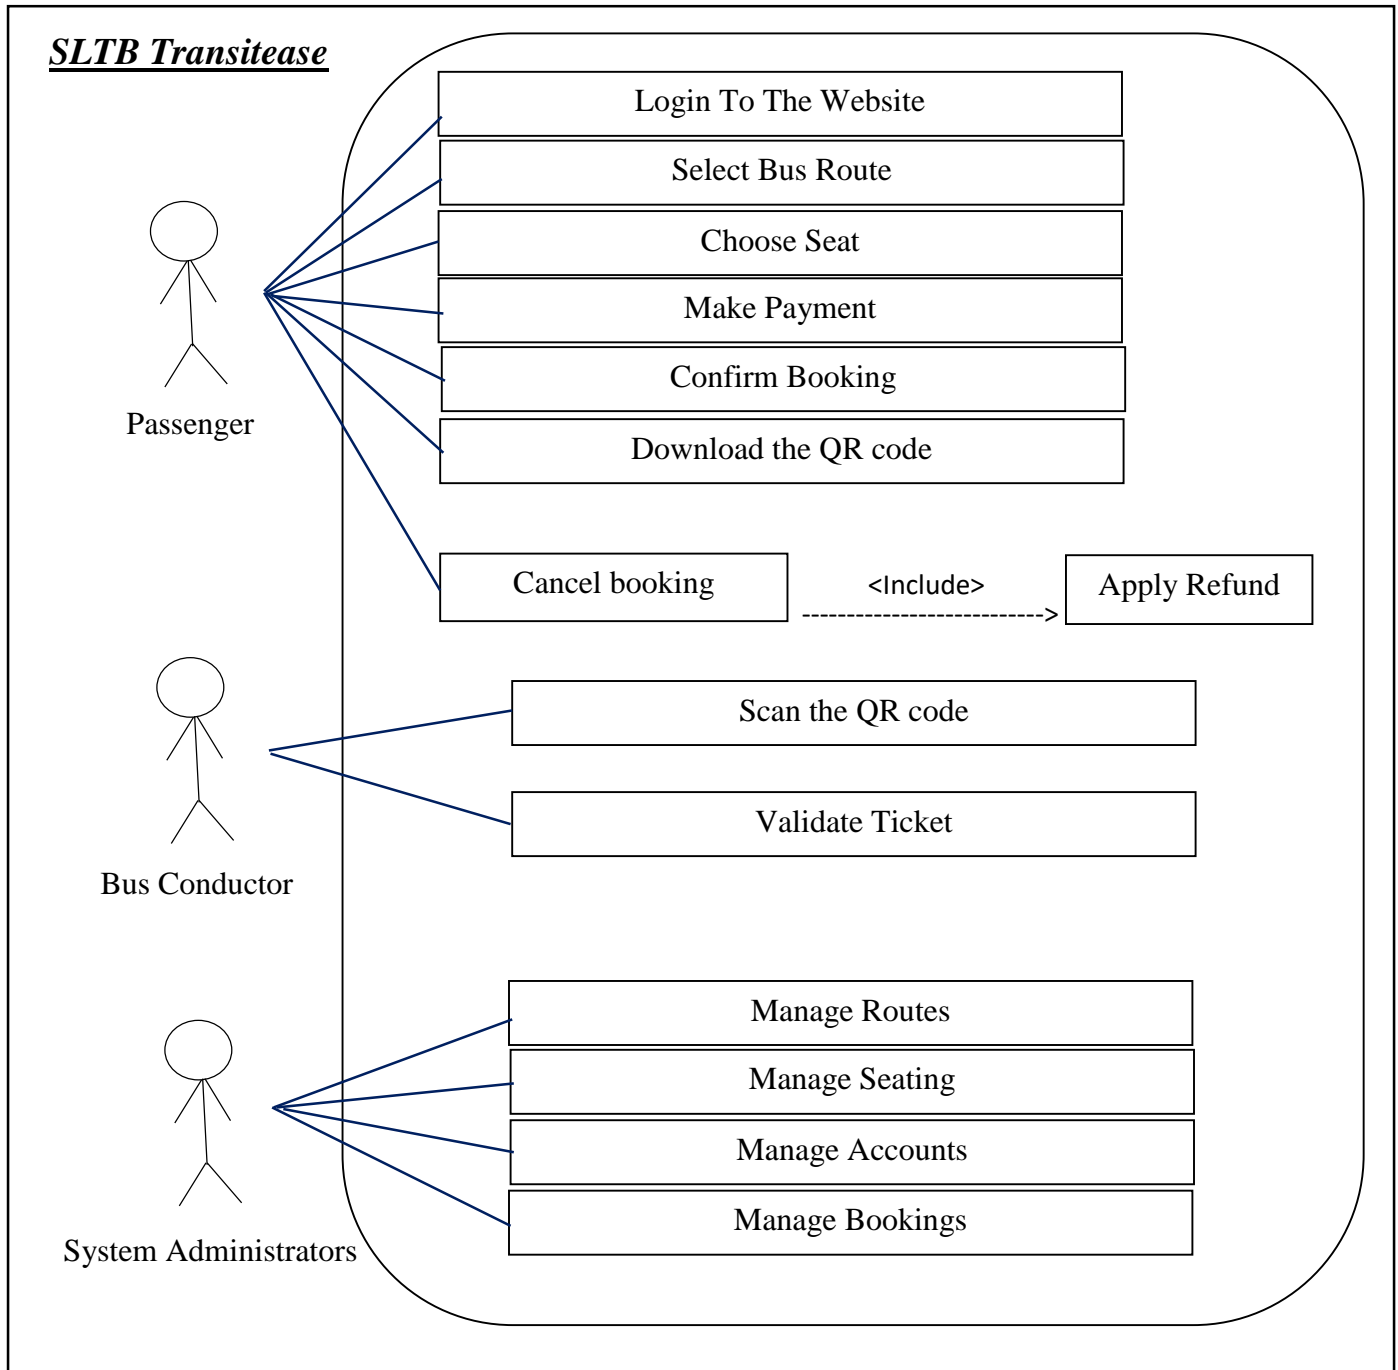 SLTB Transitease
Login To The Website
Select Bus Route
Choose Seat
Make Payment
Confirm Booking
Download the QR code
Passenger
Cancel booking
<Include>
Apply Refund
Scan the QR code
Validate Ticket
Bus Conductor
Manage Routes
Manage Seating
Manage Accounts
Manage Bookings
System Administrators